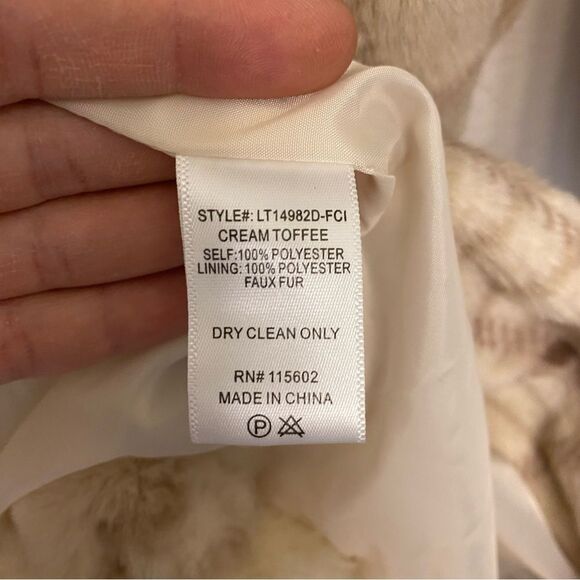 STYLE#: LT14982D-FCI
CREAM TOFFEE
SELF:100% POLYESTER
LINING:100% POLYESTER
FAUX FUR
DRY CLEAN ONLY
RN# 115602
MADE IN CHINA
P